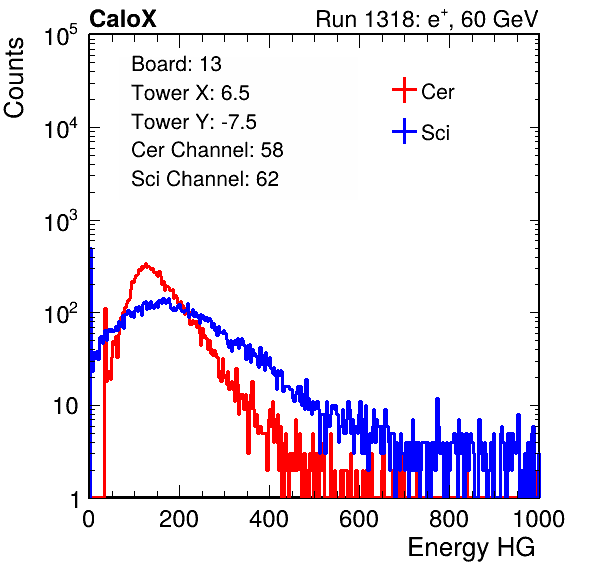 CaloX Run 1318: e⁺, 60 GeV
Counts
10⁵
10⁴
10³
10²
10
1
Board: 13
Tower X: 6.5
Tower Y: -7.5
Cer Channel: 58
Sci Channel: 62
Cer
Sci
0 200 400 600 800 1000
Energy HG